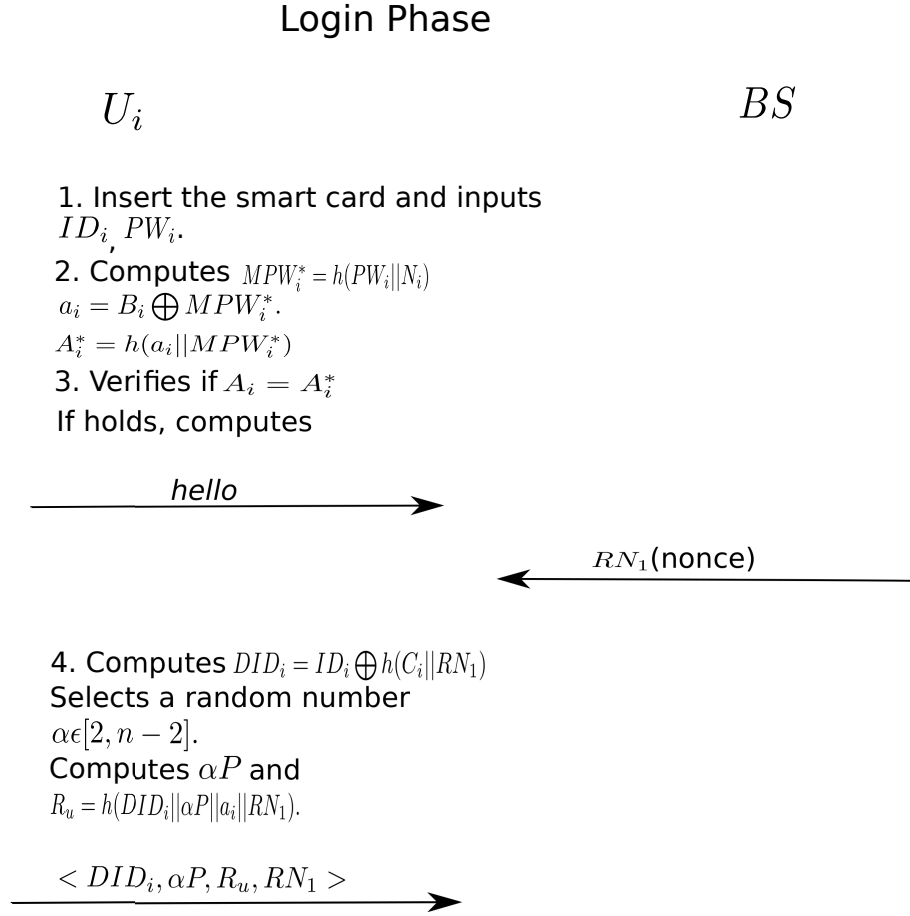 Login Phase
U_i
BS
1. Insert the smart card and inputs
ID_i, PW_i.
2. Computes MPW_i^* = h(PW_i||N_i)
a_i = B_i ⊕ MPW_i^*.
A_i^* = h(a_i||MPW_i^*)
3. Verifies if A_i = A_i^*
If holds, computes
hello
RN_1(nonce)
4. Computes DID_i = ID_i ⊕ h(C_i||RN_1)
Selects a random number
αϵ[2, n − 2].
Computes αP and
R_u = h(DID_i||αP||a_i||RN_1).
< DID_i, αP, R_u, RN_1 >